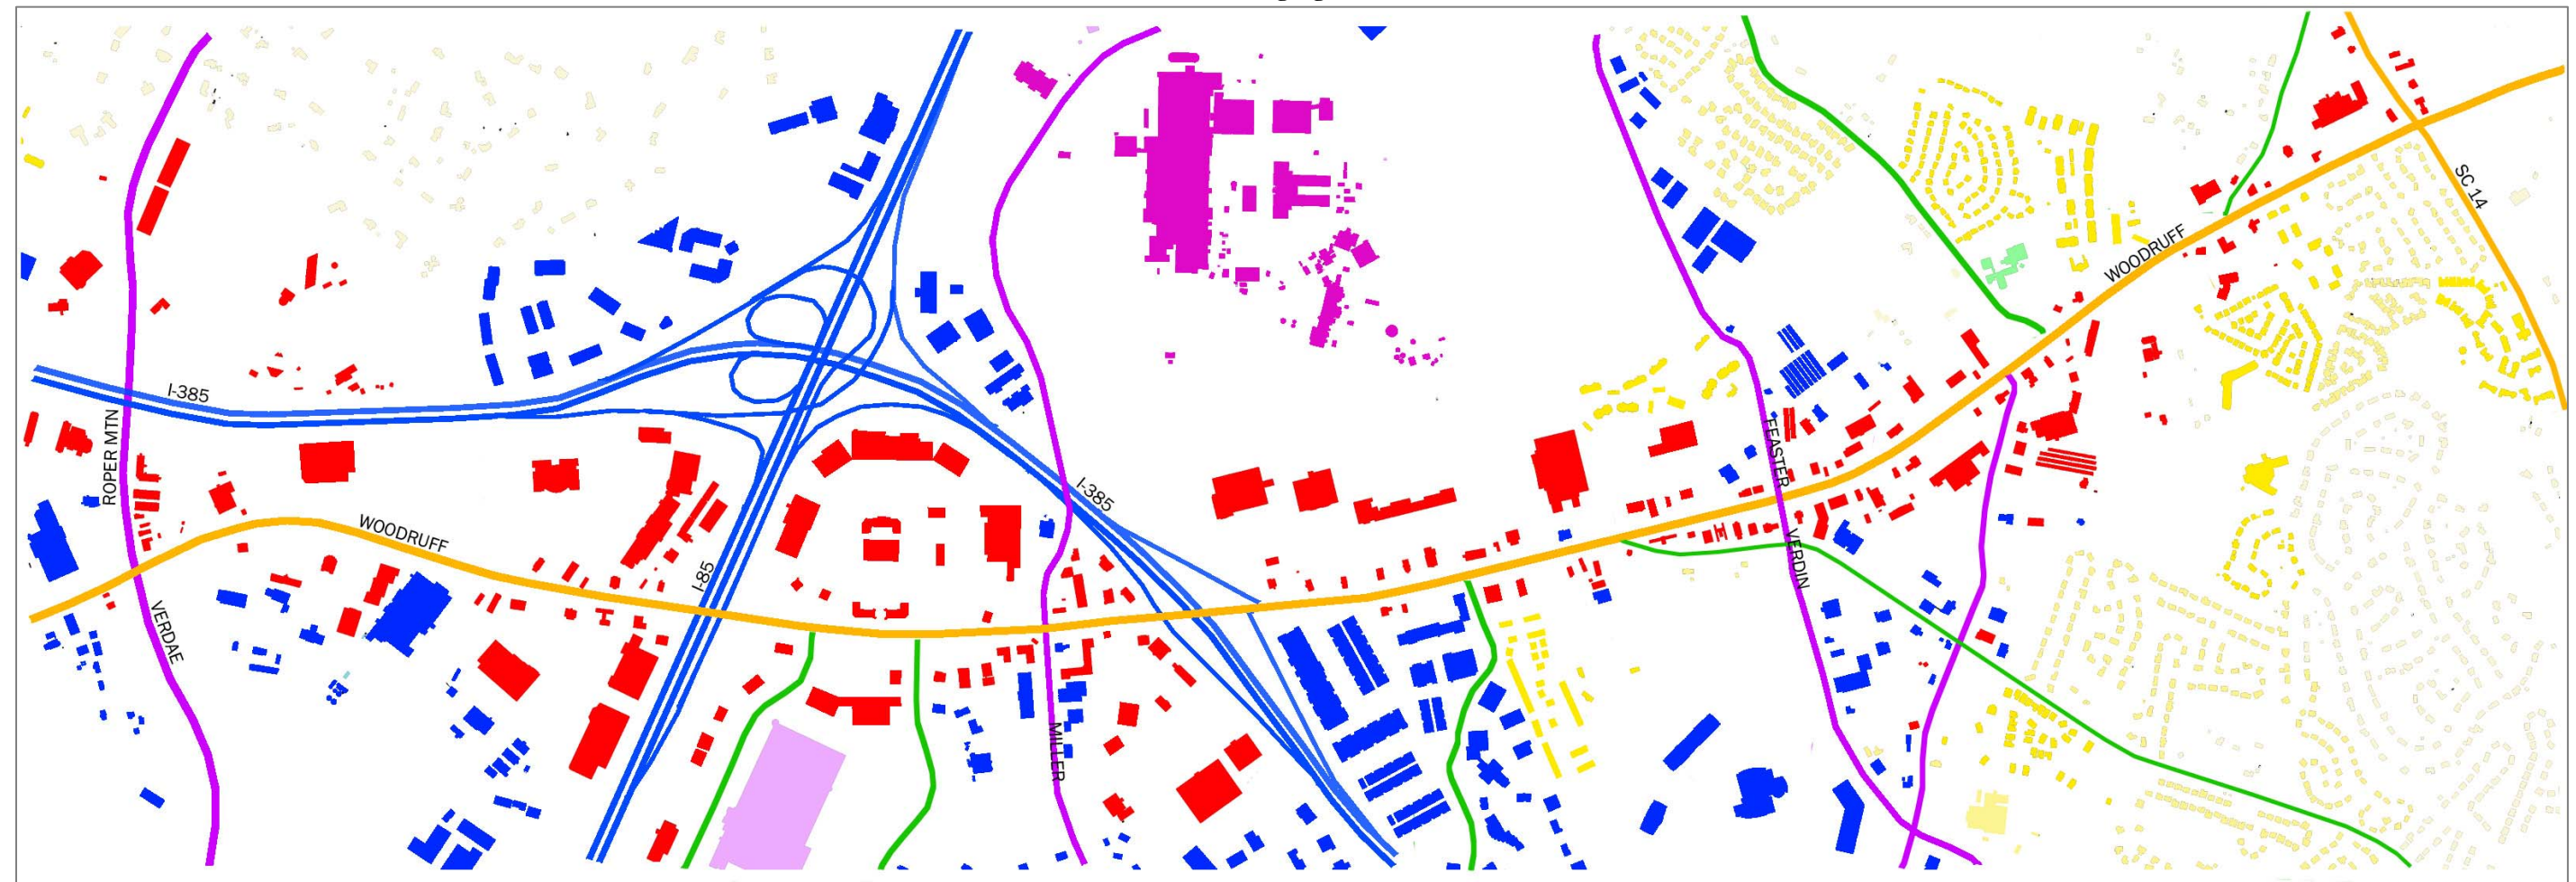 SC 14
WOODRUFF
I-385
ROPER MTN
FEASTER
I-385
WOODRUFF
VERDIN
I-85
VERDAE
MILLER